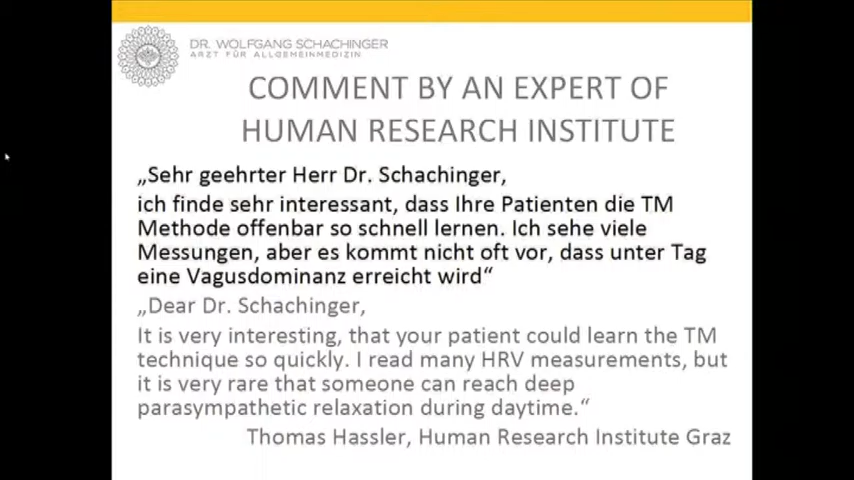 DR. WOLFGANG SCHACHINGER
ARZT FÜR ALLGEMEINMEDIZIN
COMMENT BY AN EXPERT OF
HUMAN RESEARCH INSTITUTE
„Sehr geehrter Herr Dr. Schachinger,
ich finde sehr interessant, dass Ihre Patienten die TM
Methode offenbar so schnell lernen. Ich sehe viele
Messungen, aber es kommt nicht oft vor, dass unter Tag
eine Vagusdominanz erreicht wird“
„Dear Dr. Schachinger,
It is very interesting, that your patient could learn the TM
technique so quickly. I read many HRV measurements, but
it is very rare that someone can reach deep
parasympathetic relaxation during daytime.“
Thomas Hassler, Human Research Institute Graz